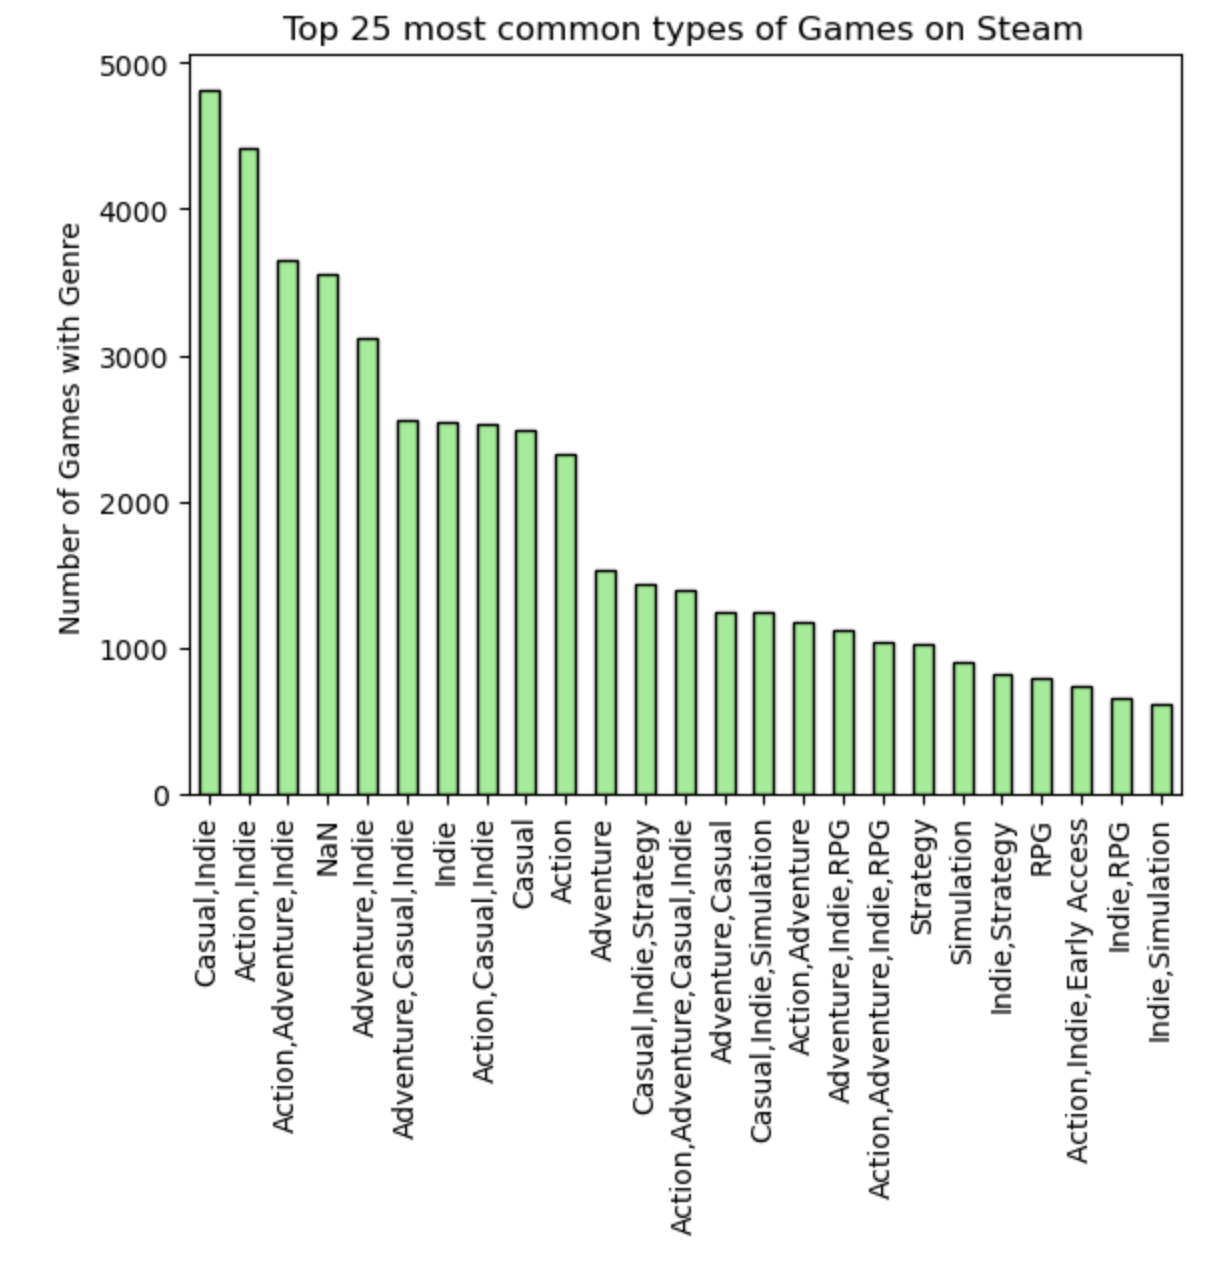 Top 25 most common types of Games on Steam
Number of Games with Genre
5000
4000
3000
2000
1000
0
Casual,Indie
Action,Indie
Action,Adventure,Indie
NaN
Adventure,Indie
Adventure,Casual,Indie
Indie
Action,Casual,Indie
Casual
Action
Adventure
Casual,Indie,Strategy
Action,Adventure,Casual,Indie
Adventure,Casual
Casual,Indie,Simulation
Action,Adventure
Adventure,Indie,RPG
Action,Adventure,Indie,RPG
Strategy
Simulation
Indie,Strategy
RPG
Action,Indie,Early Access
Indie,RPG
Indie,Simulation